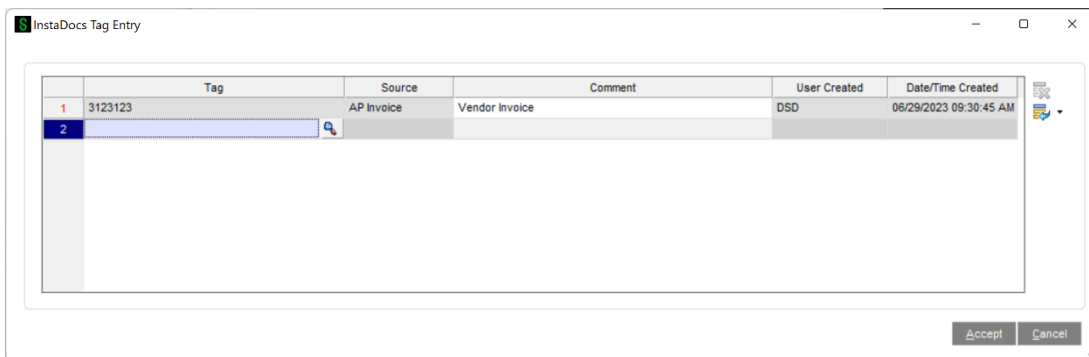 S InstaDocs Tag Entry
Tag Source Comment User Created Date/Time Created
1 3123123 AP Invoice Vendor Invoice DSD 06/29/2023 09:30:45 AM
2
Accept Cancel